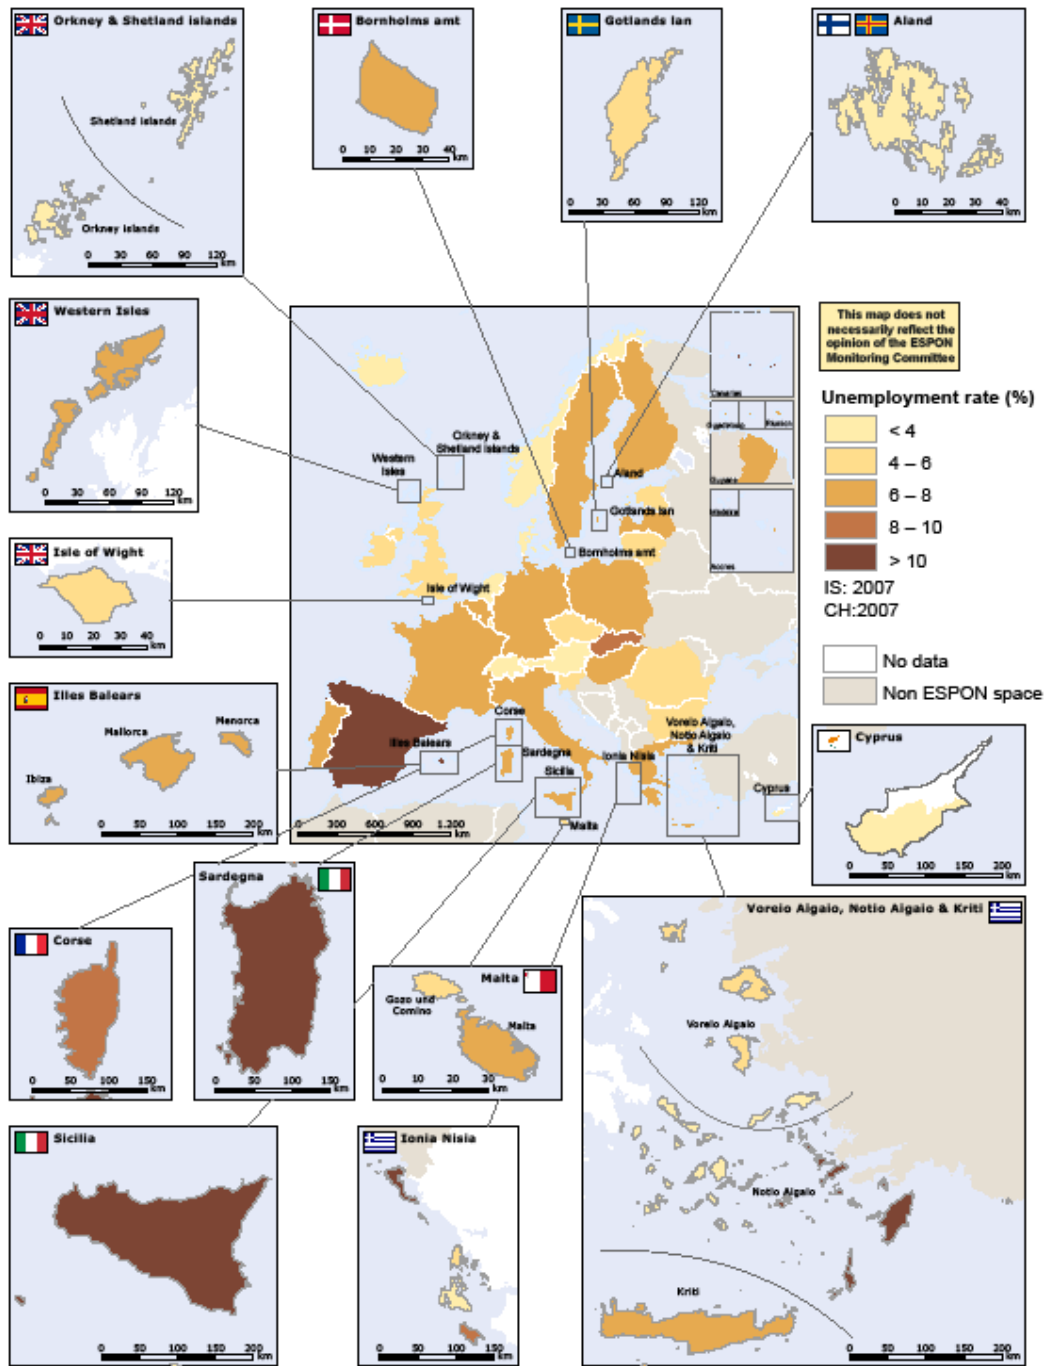 Orkney & Shetland islands
Shetland islands
Orkney islands
0 30 60 90 120
km
Bornholms amt
0 10 20 30 40
km
Gotlands lan
0 30 60 90 120
km
Aland
0 10 20 30 40
km
Western Isles
0 50 100 150
km
Isle of Wight
0 10 20 30 40
km
Illes Balears
Mallorca
Menorca
Ibiza
0 50 100 150 200
km
Orkney &
Shetland islands
Western
Isles
Aland
Gotlands lan
Bornholms amt
Isle of Wight
Corse
Illes Balears
Sardegna
Sicilia
Malta
Ionia Nisia
Voreio Aigaio,
Notio Aigaio
& Kriti
Cyprus
Canarias
Guyane
0 300 600 900 1.200
km
This map does not
necessarily reflect the
opinion of the ESPON
Monitoring Committee
Unemployment rate (%)
< 4
4 – 6
6 – 8
8 – 10
> 10
IS: 2007
CH:2007
No data
Non ESPON space
Cyprus
0 50 100 150 200
km
Sardegna
0 50 100 150
km
Corse
0 50 100 150
km
Malta
Gozo und
Comino
Malta
0 10 20 30
km
Voreio Aigaio, Notio Aigaio & Kriti
Voreio Aigaio
Notio Aigaio
Kriti
0 50 100 150 200
km
Sicilia
0 50 100 150 200
km
Ionia Nisia
0 50 100 150
km